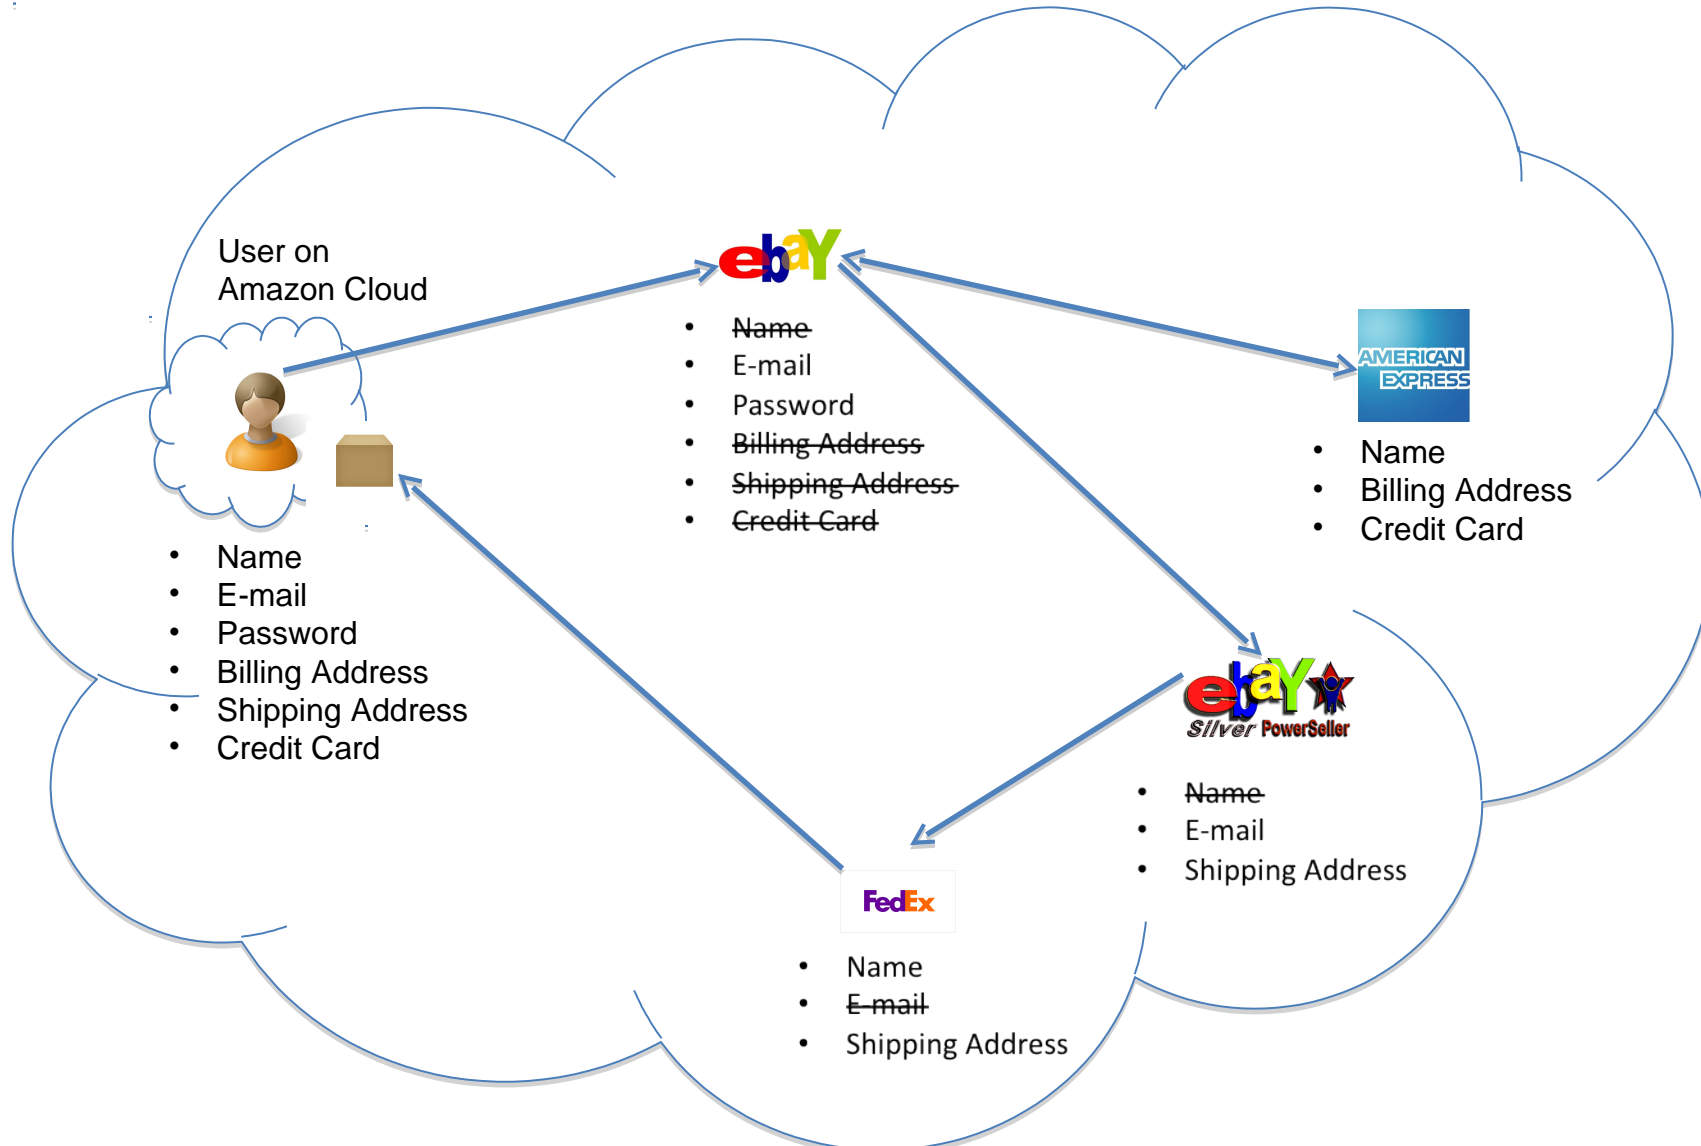 User on
Amazon Cloud
ebaY
• Name
• E-mail
• Password
• Billing Address
• Shipping Address
• Credit Card
AMERICAN
EXPRESS
• Name
• Billing Address
• Credit Card
• Name
• E-mail
• Password
• Billing Address
• Shipping Address
• Credit Card
ebaY
Silver PowerSeller
• Name
• E-mail
• Shipping Address
FedEx
• Name
• E-mail
• Shipping Address